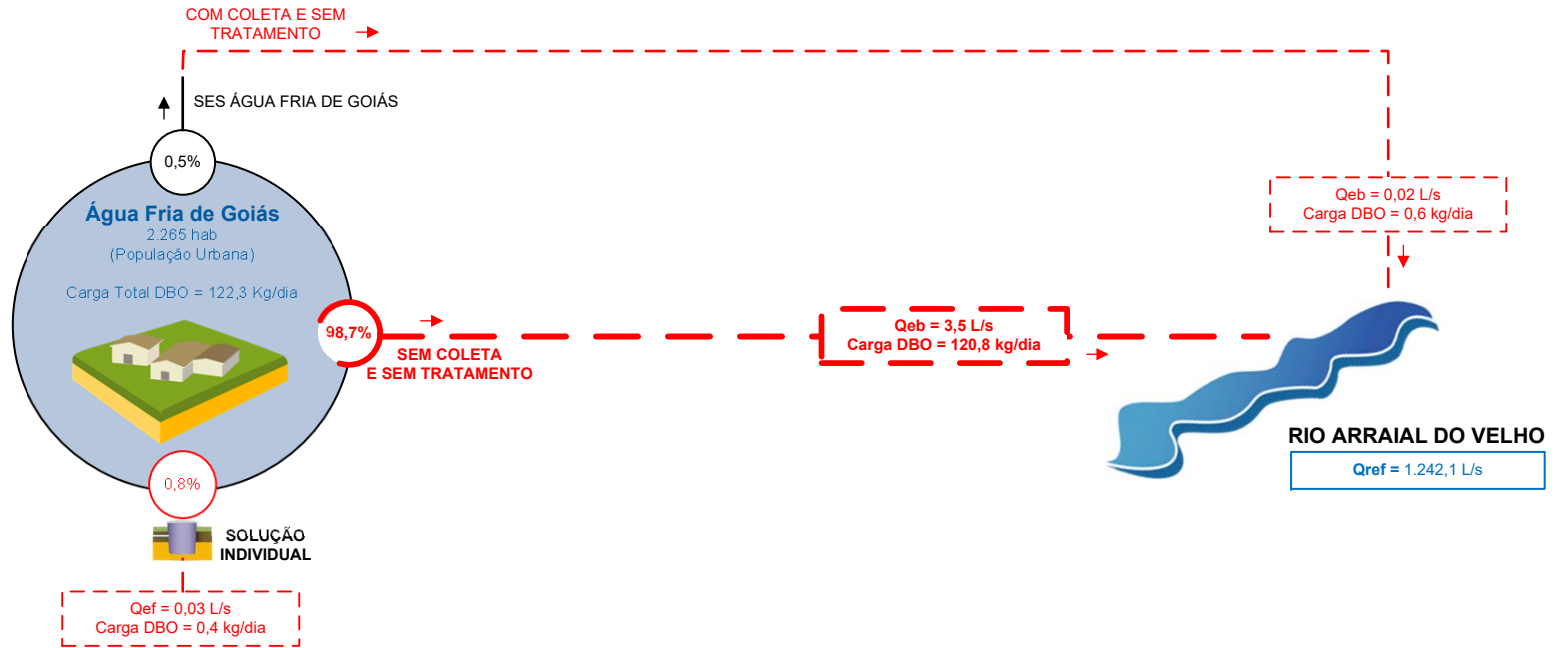 COM COLETA E SEM
TRATAMENTO
SES ÁGUA FRIA DE GOIÁS
0,5%
Água Fria de Goiás
2.265 hab
(População Urbana)
Carga Total DBO = 122,3 Kg/dia
98,7%
SEM COLETA
E SEM TRATAMENTO
Qeb = 3,5 L/s
Carga DBO = 120,8 kg/dia
Qeb = 0,02 L/s
Carga DBO = 0,6 kg/dia
RIO ARRAIAL DO VELHO
Qref = 1.242,1 L/s
0,8%
SOLUÇÃO
INDIVIDUAL
Qef = 0,03 L/s
Carga DBO = 0,4 kg/dia